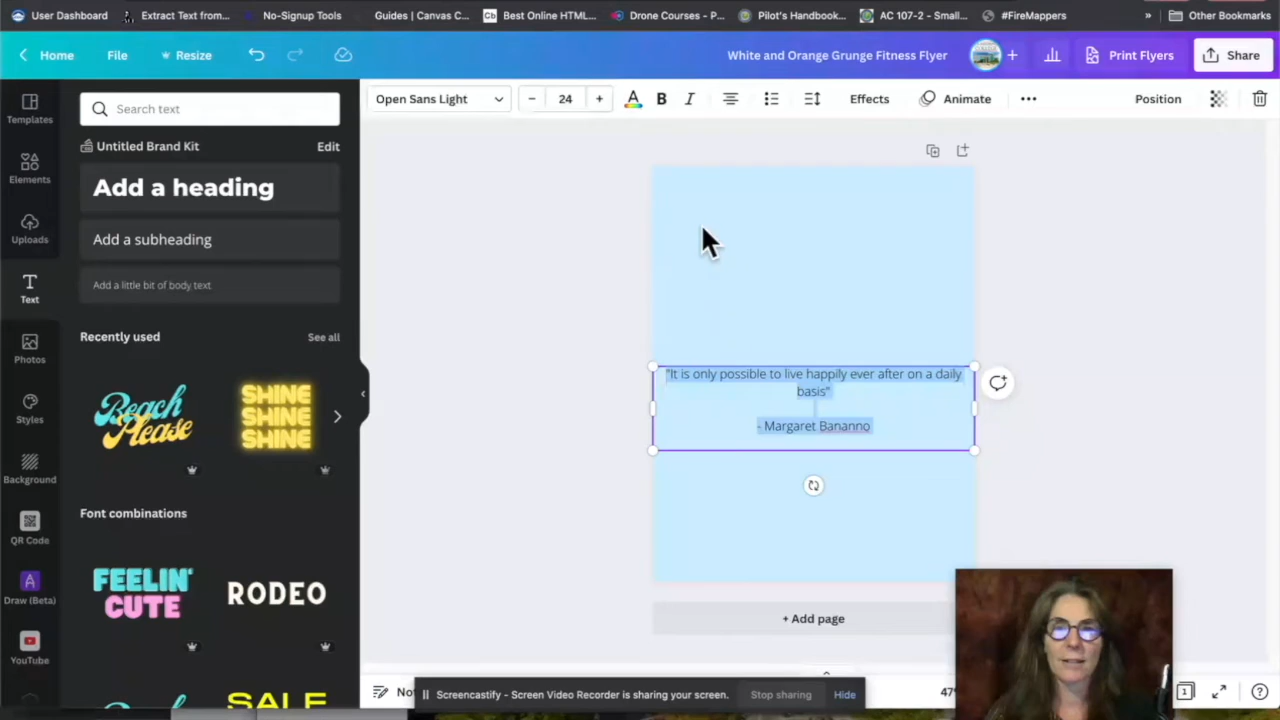 User Dashboard
Extract Text from...
No-Signup Tools
Guides | Canvas C...
Cb
Best Online HTML...
Drone Courses - P...
Pilot's Handbook...
AC 107-2 - Small...
#FireMappers
»
Other Bookmarks
Home
File
Resize
White and Orange Grunge Fitness Flyer
+
Print Flyers
Share
Open Sans Light
− 24 +
A
B
I
Effects
Animate
•••
Position
Templates
Elements
Uploads
T
Text
Photos
Styles
Background
QR Code
Draw (Beta)
YouTube
Search text
Untitled Brand Kit
Edit
Add a heading
Add a subheading
Add a little bit of body text
Recently used
See all
Beach
Please
SHINE
SHINE
SHINE
Font combinations
FEELIN'
CUTE
RODEO
SALE
"It is only possible to live happily ever after on a daily
basis"
- Margaret Bananno
+ Add page
Screencastify - Screen Video Recorder is sharing your screen.
Stop sharing
Hide
1
?